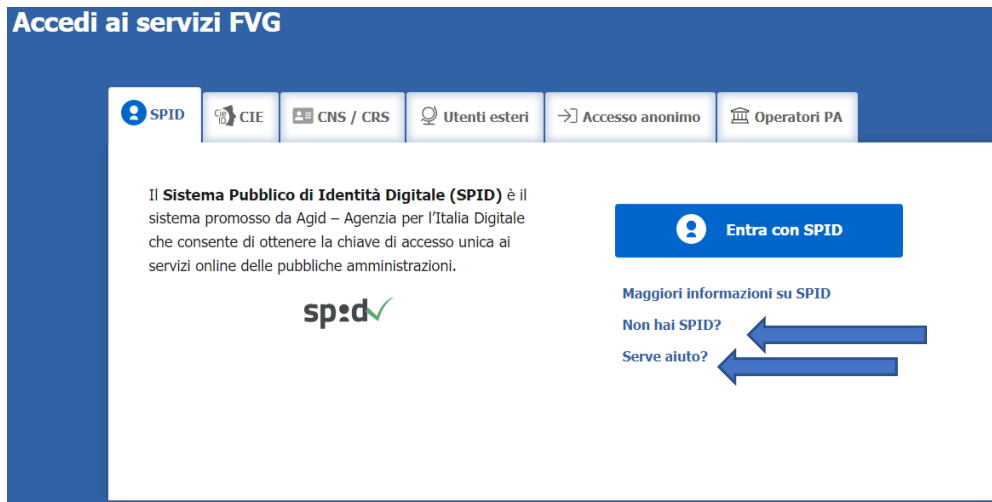 Accedi ai servizi FVG
SPID
CIE
CNS / CRS
Utenti esteri
Accesso anonimo
Operatori PA
Il Sistema Pubblico di Identità Digitale (SPID) è il
sistema promosso da Agid – Agenzia per l'Italia Digitale
che consente di ottenere la chiave di accesso unica ai
servizi online delle pubbliche amministrazioni.
spid
Entra con SPID
Maggiori informazioni su SPID
Non hai SPID?
Serve aiuto?